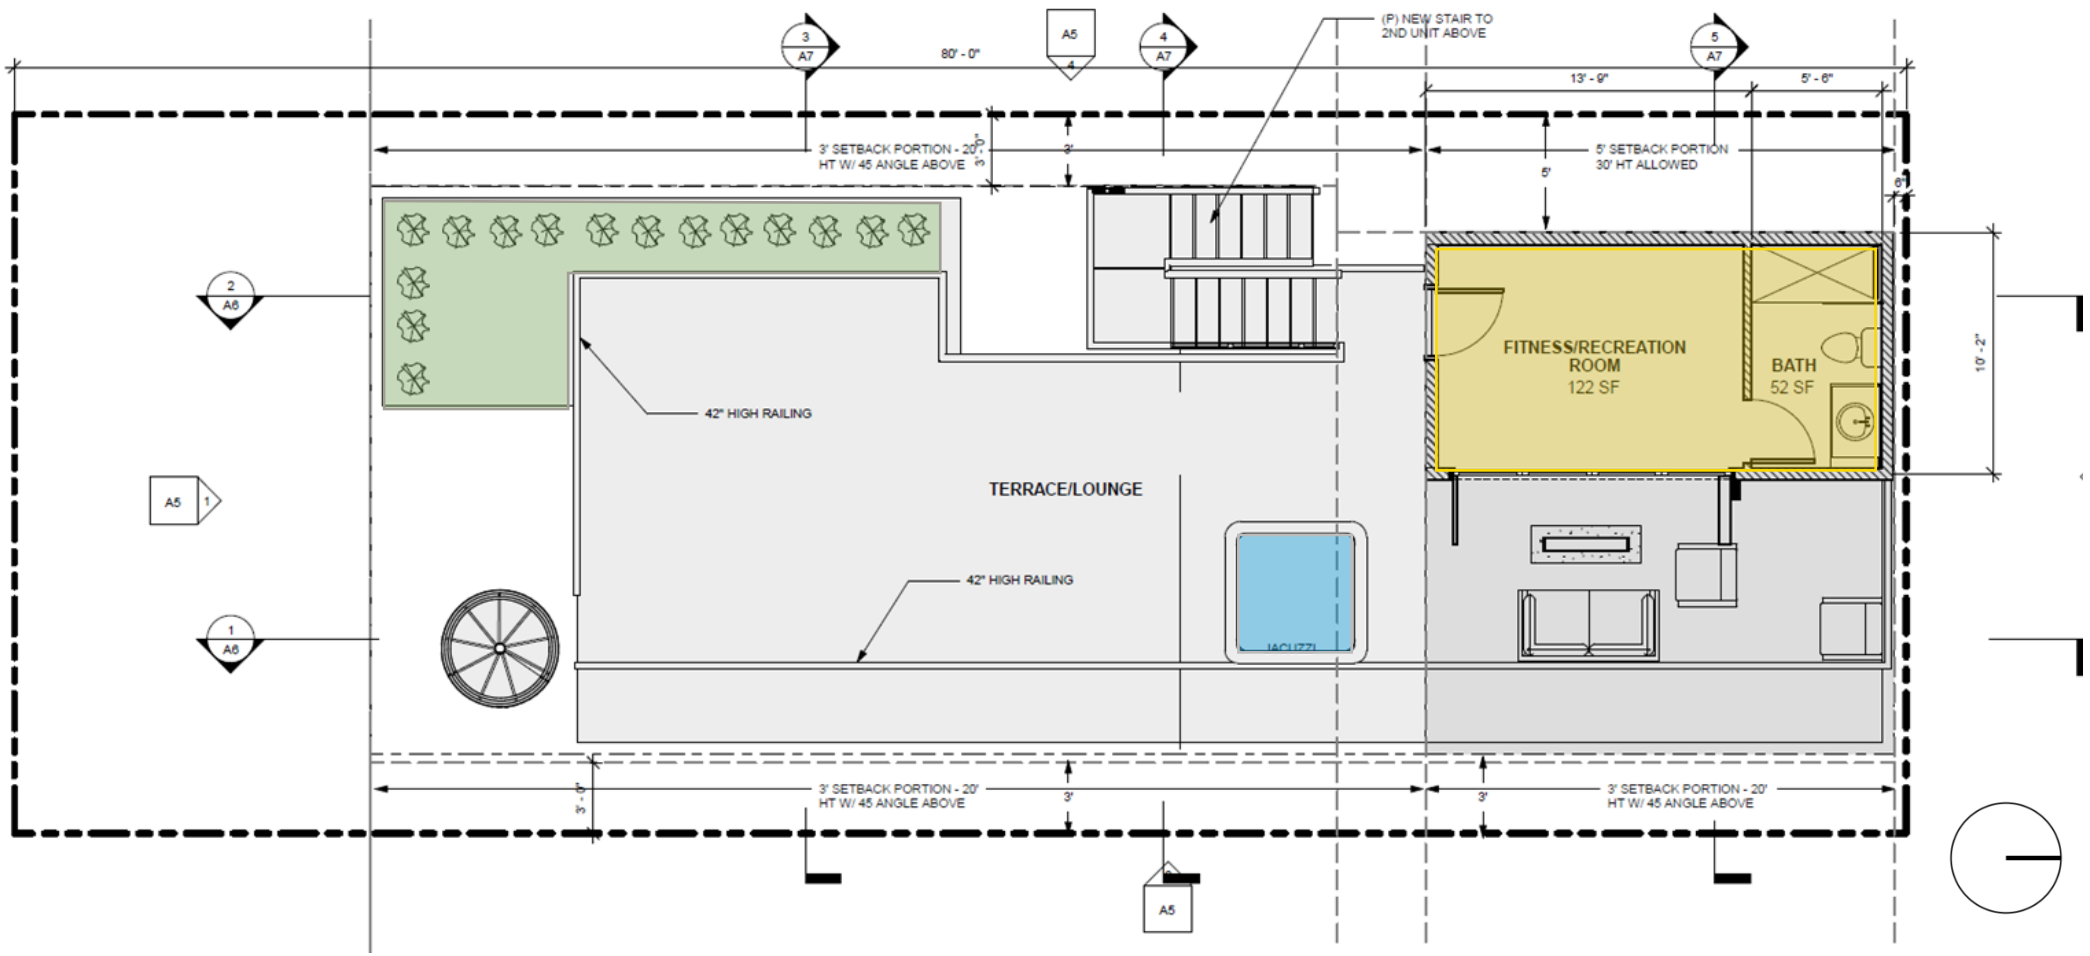 (P) NEW STAIR TO
2ND UNIT ABOVE
3
A7
A5
4
4
A7
5
A7
80' - 0"
13' - 9"
5' - 6"
3' SETBACK PORTION - 20'
HT W/ 45 ANGLE ABOVE
3' - 0"
3'
5' SETBACK PORTION
30' HT ALLOWED
5'
6"
2
A6
FITNESS/RECREATION
ROOM
122 SF
BATH
52 SF
10' - 2"
42" HIGH RAILING
TERRACE/LOUNGE
A5
1
42" HIGH RAILING
1
A6
JACUZZI
3' - 0"
3' SETBACK PORTION - 20'
HT W/ 45 ANGLE ABOVE
3'
3'
3' SETBACK PORTION - 20'
HT W/ 45 ANGLE ABOVE
A5